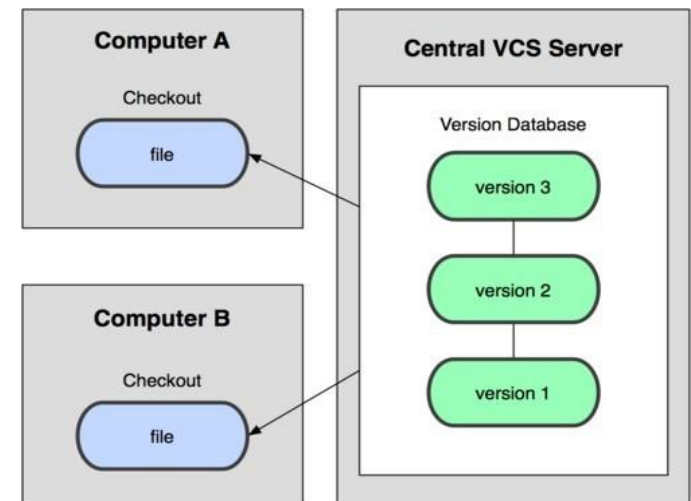 Computer A
Checkout
file
Computer B
Checkout
file
Central VCS Server
Version Database
version 3
version 2
version 1